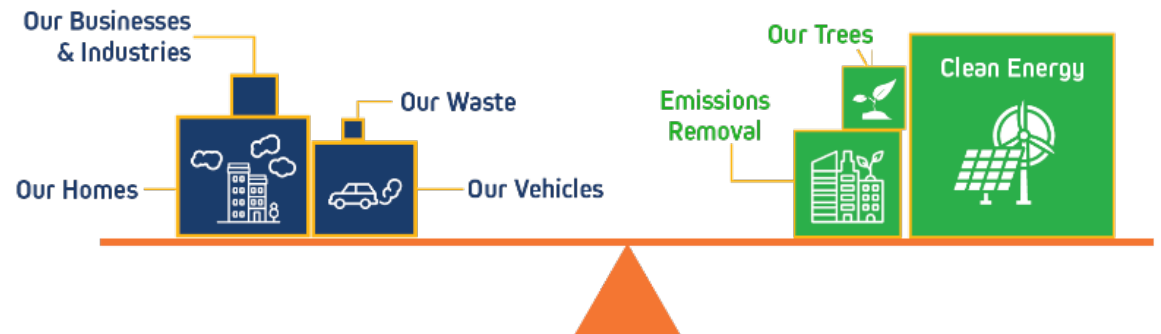 Our Businesses
& Industries
Our Waste
Our Homes
Our Vehicles
Our Trees
Clean Energy
Emissions
Removal